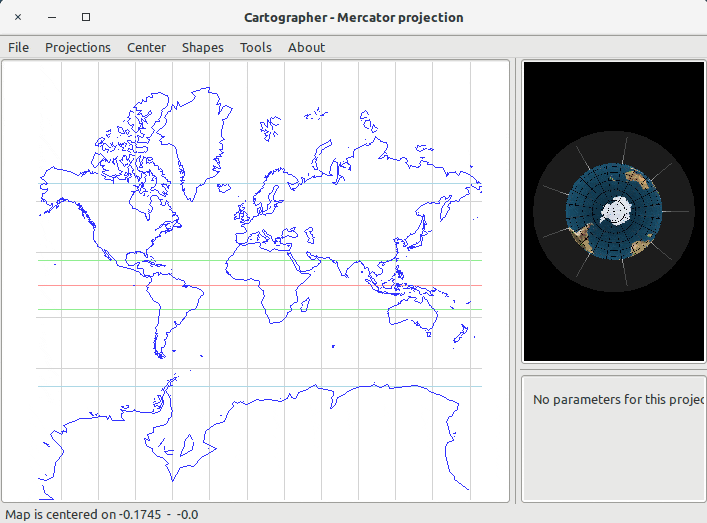 Cartographer - Mercator projection
File Projections Center Shapes Tools About
No parameters for this projec
Map is centered on -0.1745 - -0.0